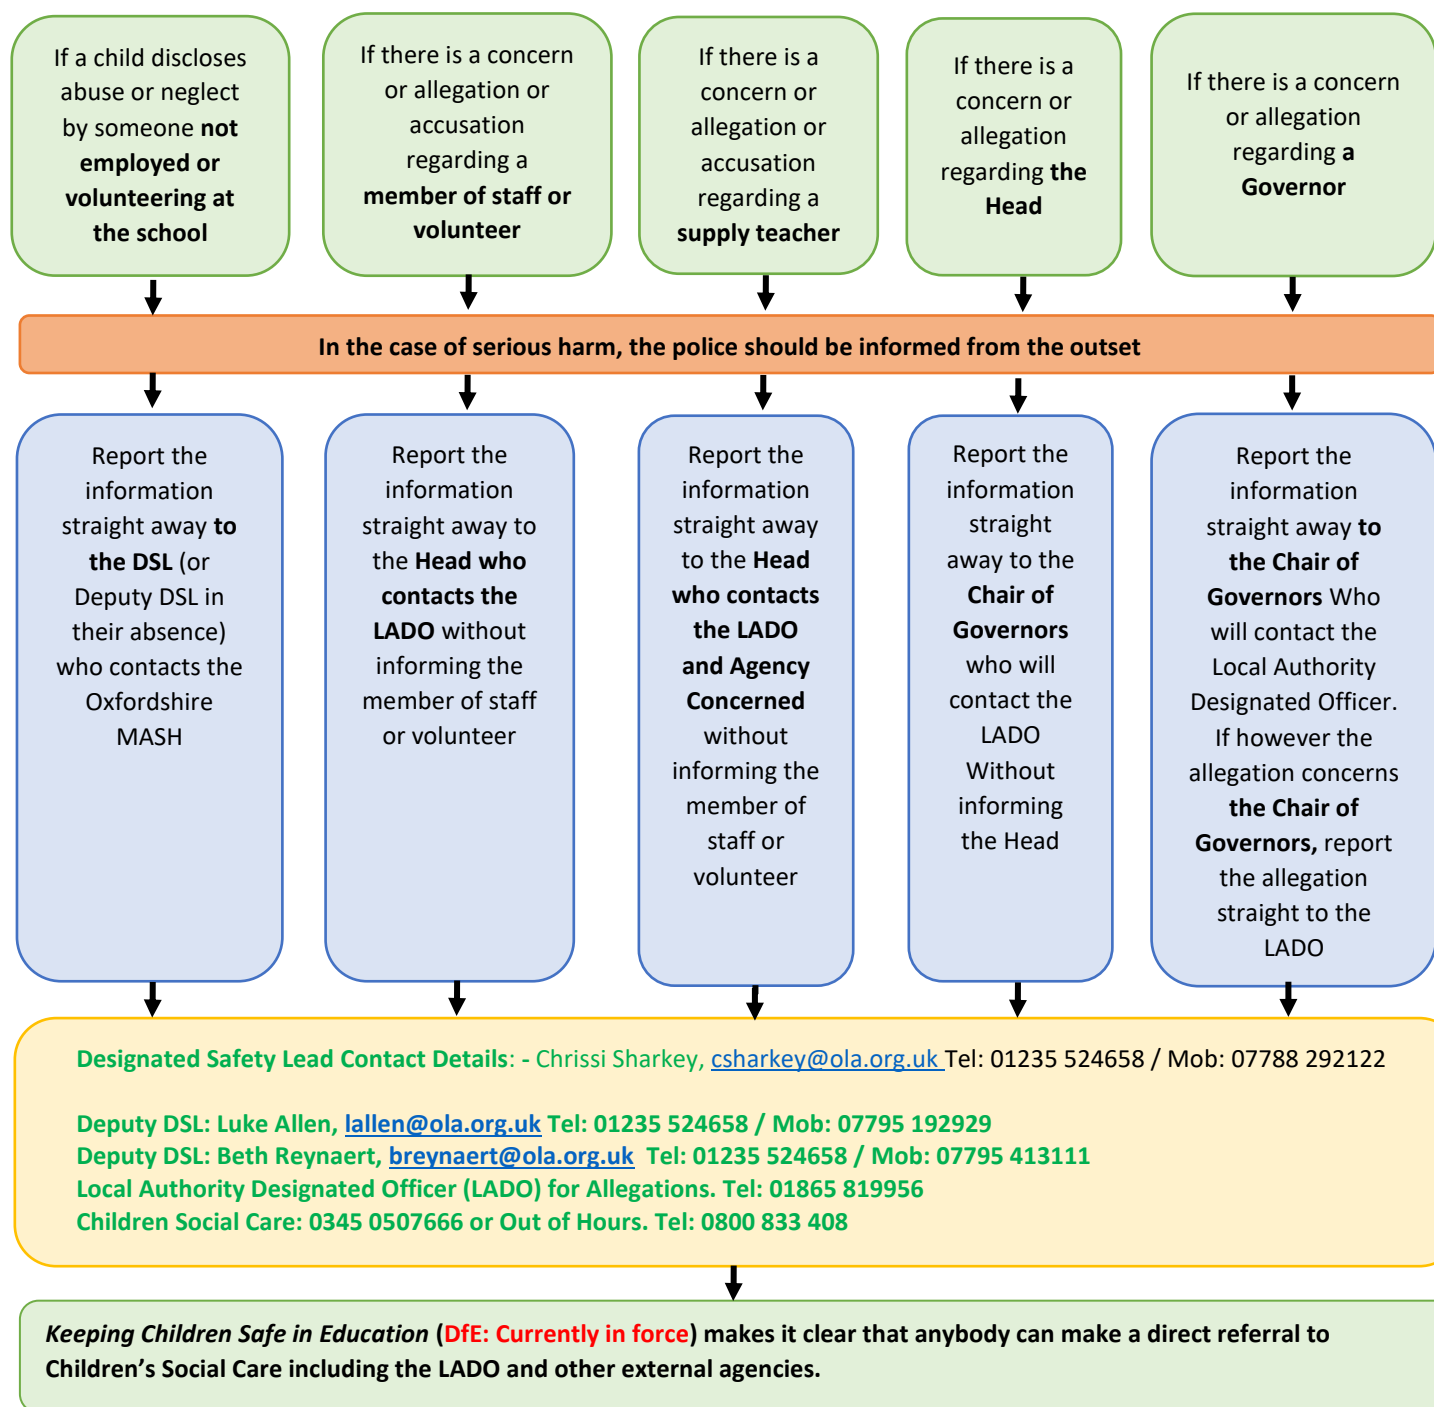 If a child discloses
abuse or neglect
by someone not
employed or
volunteering at
the school
If there is a concern
or allegation or
accusation
regarding a
member of staff or
volunteer
If there is a
concern or
allegation or
accusation
regarding a
supply teacher
If there is a
concern or
allegation
regarding the
Head
If there is a concern
or allegation
regarding a
Governor
In the case of serious harm, the police should be informed from the outset
Report the
information
straight away to
the DSL (or
Deputy DSL in
their absence)
who contacts the
Oxfordshire
MASH
Report the
information
straight away to
the Head who
contacts the
LADO without
informing the
member of staff
or volunteer
Report the
information
straight away
to the Head
who contacts
the LADO
and Agency
Concerned
without
informing the
member of
staff or
volunteer
Report the
information
straight
away to the
Chair of
Governors
who will
contact the
LADO
Without
informing
the Head
Report the
information
straight away to
the Chair of
Governors Who
will contact the
Local Authority
Designated Officer.
If however the
allegation concerns
the Chair of
Governors, report
the allegation
straight to the
LADO
Designated Safety Lead Contact Details: - Chrissi Sharkey, csharkey@ola.org.uk Tel: 01235 524658 / Mob: 07788 292122
Deputy DSL: Luke Allen, lallen@ola.org.uk Tel: 01235 524658 / Mob: 07795 192929
Deputy DSL: Beth Reynaert, breynaert@ola.org.uk Tel: 01235 524658 / Mob: 07795 413111
Local Authority Designated Officer (LADO) for Allegations. Tel: 01865 819956
Children Social Care: 0345 0507666 or Out of Hours. Tel: 0800 833 408
Keeping Children Safe in Education (DfE: Currently in force) makes it clear that anybody can make a direct referral to
Children’s Social Care including the LADO and other external agencies.